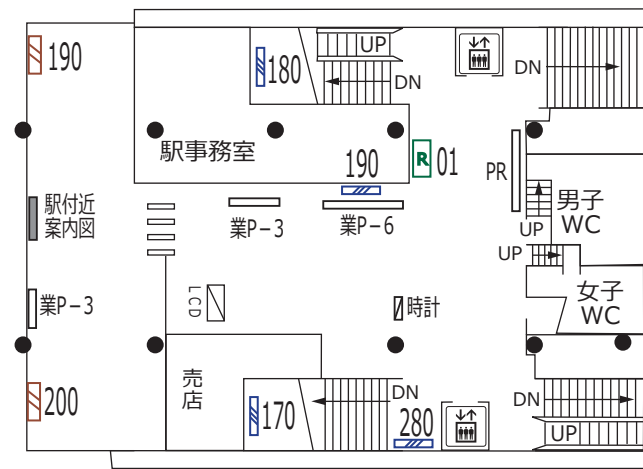 190
180
UP
DN
DN
駅事務室
190
R 01
PR
男子
WC
UP
UP
駅付近
案内図
業P-3
業P-6
業P-3
LCD
時計
女子
WC
売
店
200
170
DN
280
DN
UP